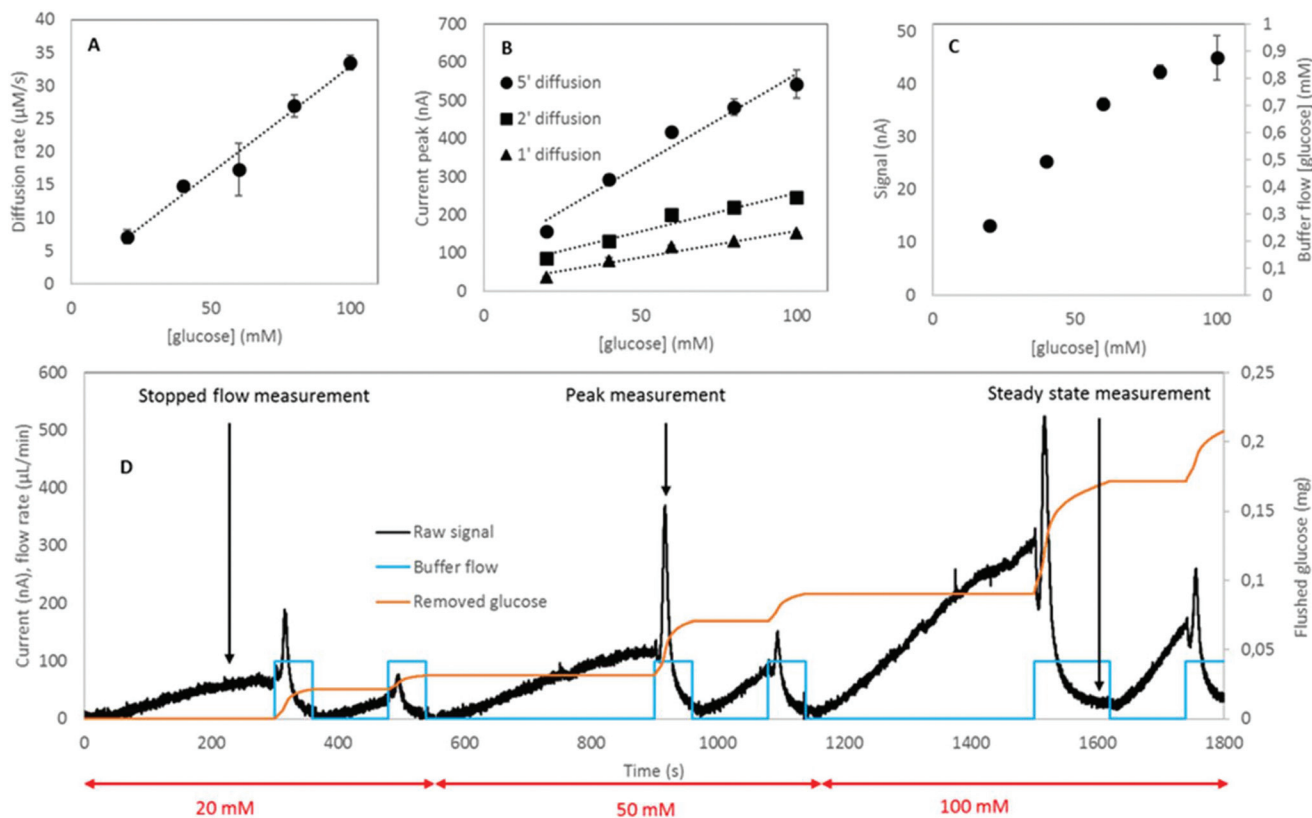 A
Diffusion rate (µM/s)
40
35
30
25
20
15
10
5
0
0
50
100
[glucose] (mM)
B
Current peak (nA)
700
600
500
400
300
200
100
0
5' diffusion
2' diffusion
1' diffusion
0
50
100
[glucose] (mM)
C
Signal (nA)
50
40
30
20
10
0
1
0,9
0,8
0,7
0,6
0,5
0,4
0,3
0,2
0,1
0
Buffer flow [glucose] (mM)
0
50
100
[glucose] (mM)
D
Current (nA), flow rate (µL/min)
600
500
400
300
200
100
0
Stopped flow measurement
Peak measurement
Steady state measurement
Raw signal
Buffer flow
Removed glucose
0,25
0,2
0,15
0,1
0,05
0
Flushed glucose (mg)
0
200
400
600
800
1000
1200
1400
1600
1800
Time (s)
20 mM
50 mM
100 mM